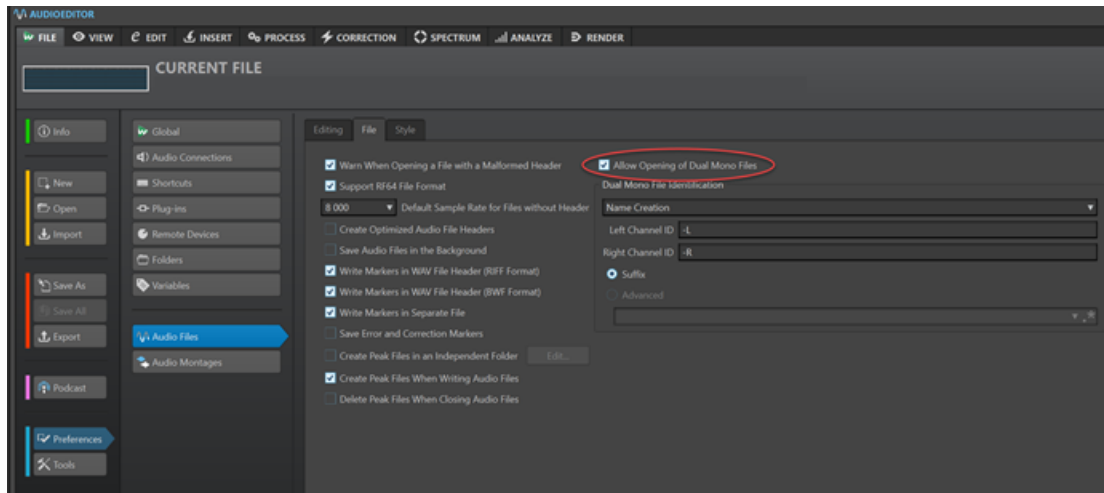 AUDIOEDITOR
FILE VIEW EDIT INSERT PROCESS CORRECTION SPECTRUM ANALYZE RENDER
CURRENT FILE
Info
New
Open
Import
Save As
Save All
Export
Podcast
Preferences
Tools
Global
Audio Connections
Shortcuts
Plug-ins
Remote Devices
Folders
Variables
Audio Files
Audio Montages
Editing File Style
Warn When Opening a File with a Malformed Header
Support RF64 File Format
8 000 Default Sample Rate for Files without Header
Create Optimized Audio File Headers
Save Audio Files in the Background
Write Markers in WAV File Header (RIFF Format)
Write Markers in WAV File Header (BWF Format)
Write Markers in Separate File
Save Error and Correction Markers
Create Peak Files in an Independent Folder Edit...
Create Peak Files When Writing Audio Files
Delete Peak Files When Closing Audio Files
Allow Opening of Dual Mono Files
Dual Mono File Identification
Name Creation
Left Channel ID -L
Right Channel ID -R
Suffix
Advanced